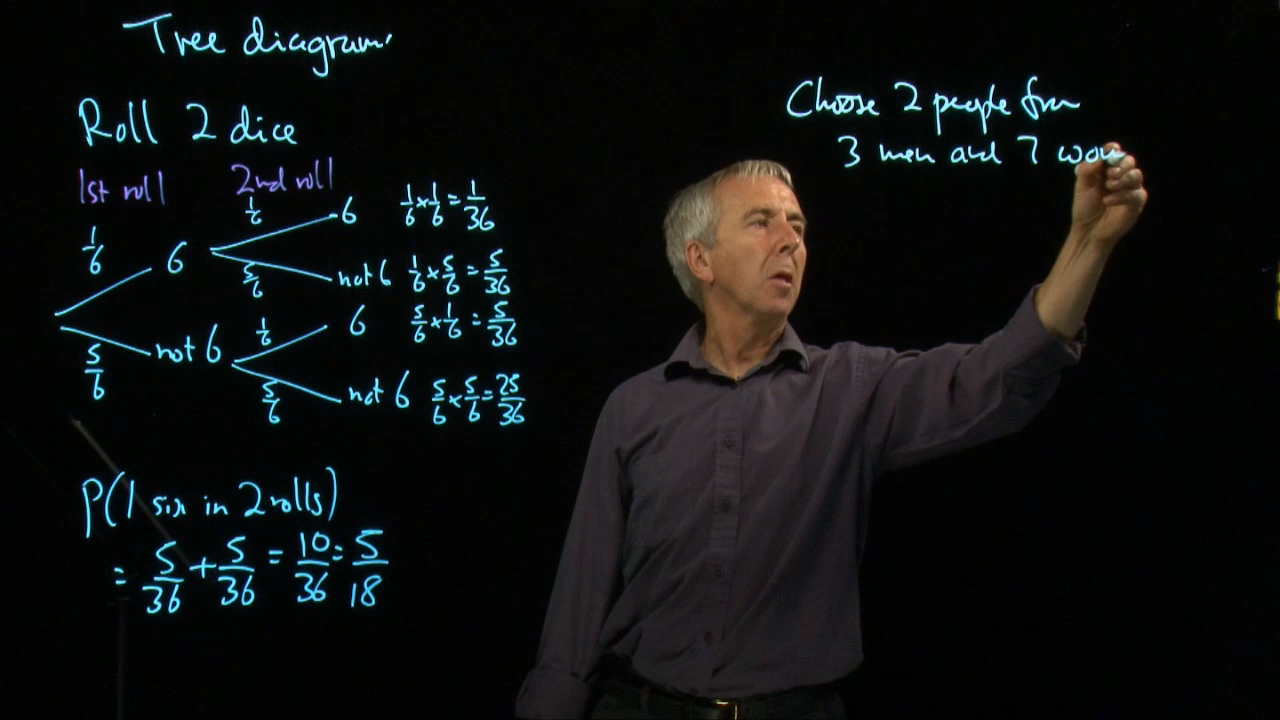 Tree diagram
Roll 2 dice
1st roll 2nd roll
1/6 6 1/6 6 1/6 × 1/6 = 1/36
5/6 not 6 1/6 × 5/6 = 5/36
5/6 not 6 1/6 6 5/6 × 1/6 = 5/36
5/6 not 6 5/6 × 5/6 = 25/36
P(1 six in 2 rolls)
= 5/36 + 5/36 = 10/36 = 5/18
Choose 2 people from
3 men and 7 wom